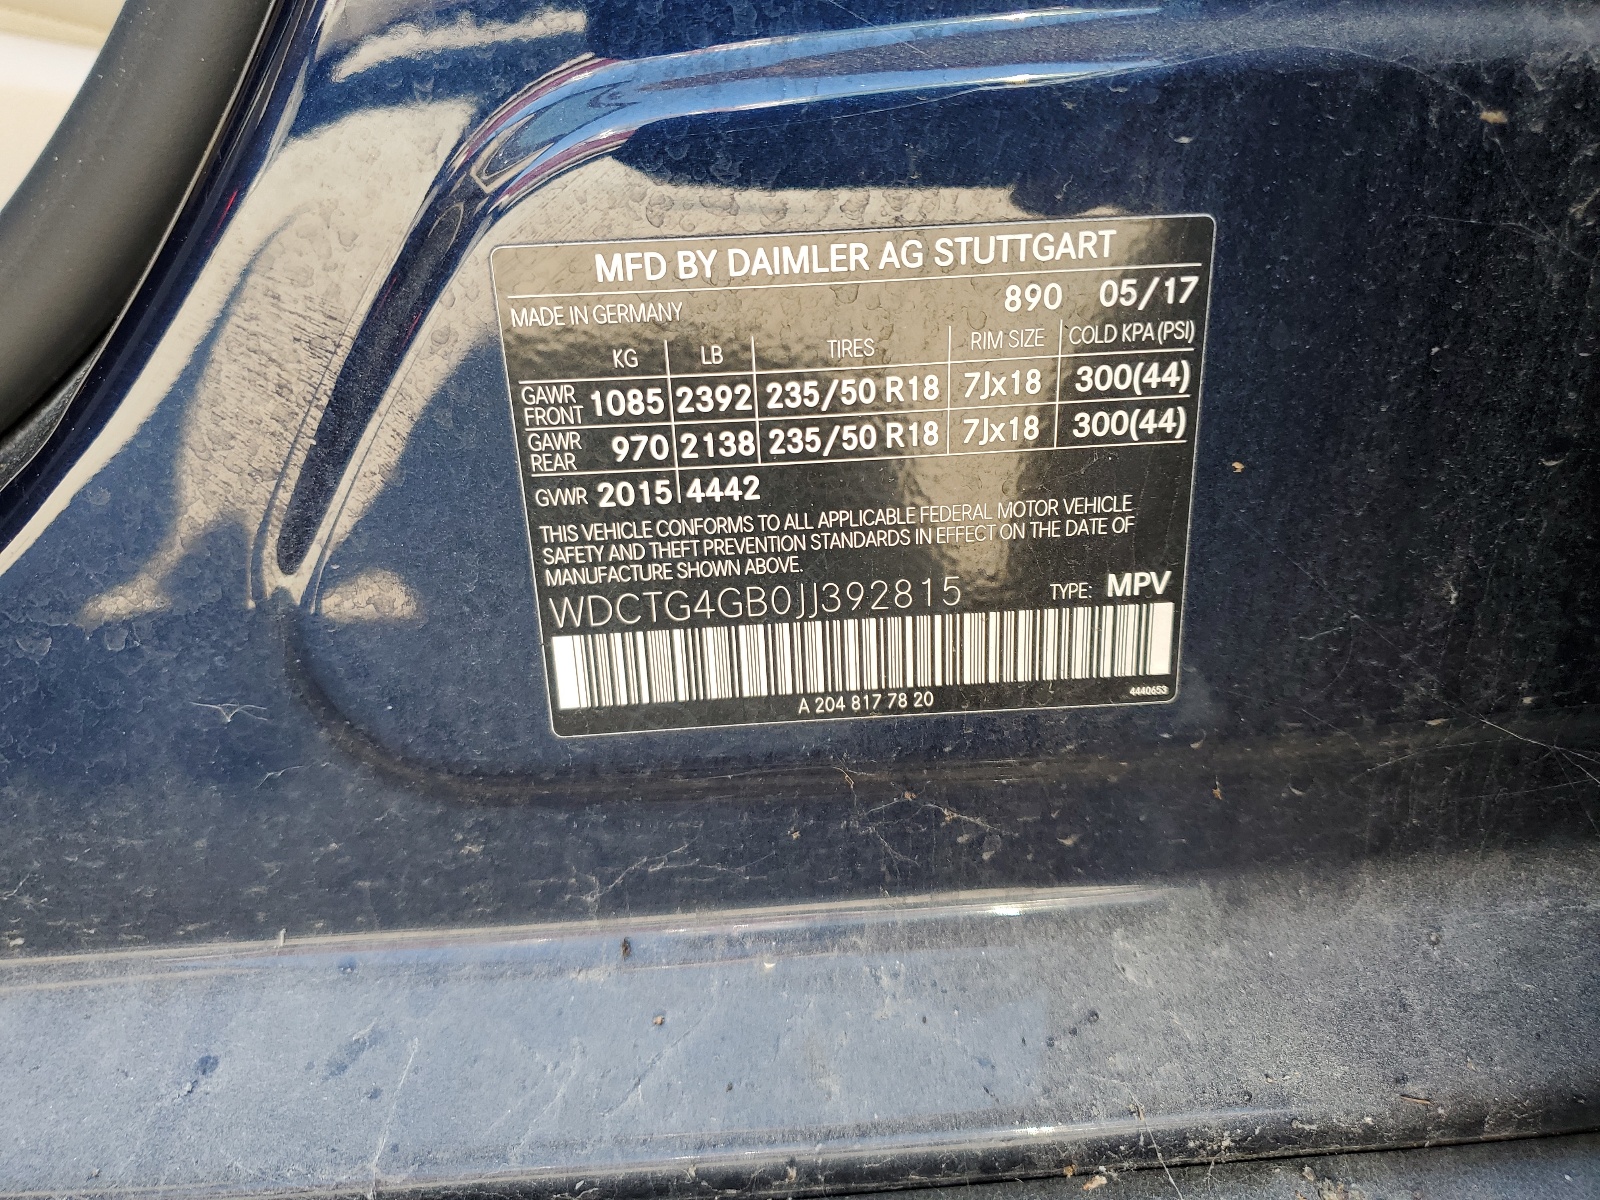 MFD BY DAIMLER AG STUTTGART
MADE IN GERMANY 890 05/17
KG LB TIRES RIM SIZE COLD KPA (PSI)
GAWR FRONT 1085 2392 235/50 R18 7Jx18 300(44)
GAWR REAR 970 2138 235/50 R18 7Jx18 300(44)
GVWR 2015 4442
THIS VEHICLE CONFORMS TO ALL APPLICABLE FEDERAL MOTOR VEHICLE
SAFETY AND THEFT PREVENTION STANDARDS IN EFFECT ON THE DATE OF
MANUFACTURE SHOWN ABOVE.
WDCTG4GB0JJ392815 TYPE: MPV
A 204 817 78 20 4440653